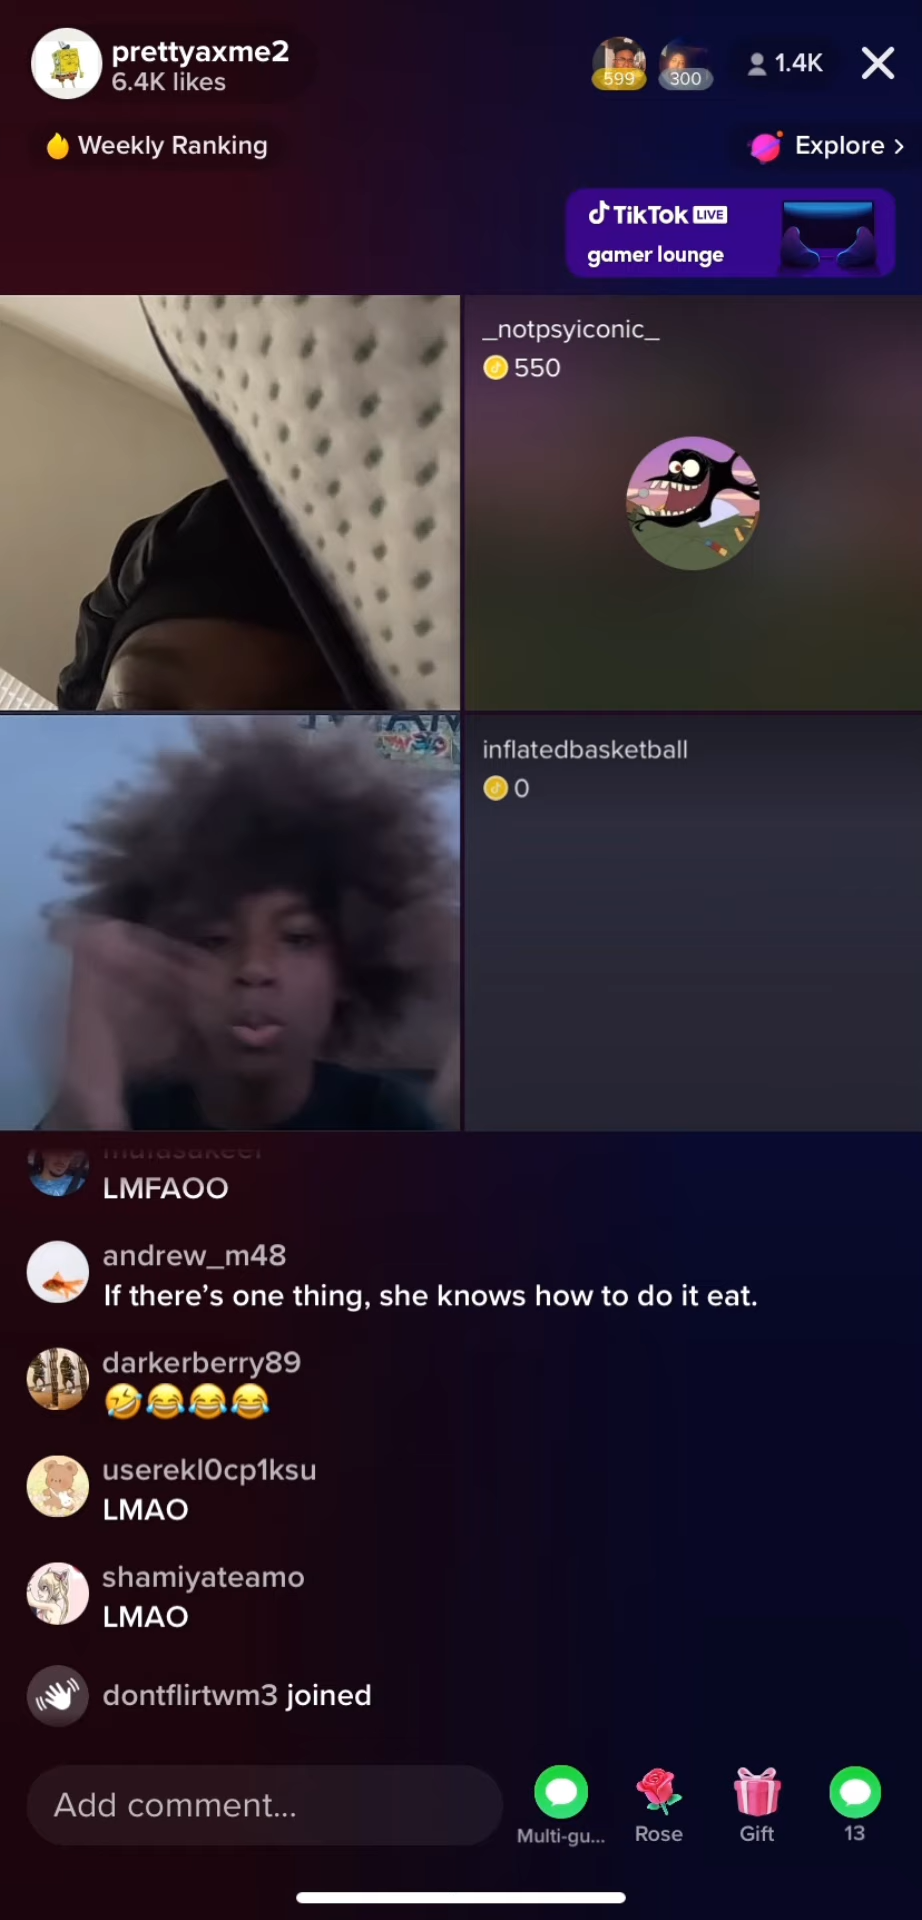 prettyaxme2
6.4K likes
599
300
1.4K
Weekly Ranking
Explore >
TikTok LIVE
gamer lounge
_notpsyiconic_
550
inflatedbasketball
0
LMFAOO
andrew_m48
If there’s one thing, she knows how to do it eat.
darkerberry89
🤣😂😂😂
userekl0cp1ksu
LMAO
shamiyateamo
LMAO
dontflirtwm3 joined
Add comment...
Multi-gu...
Rose
Gift
13